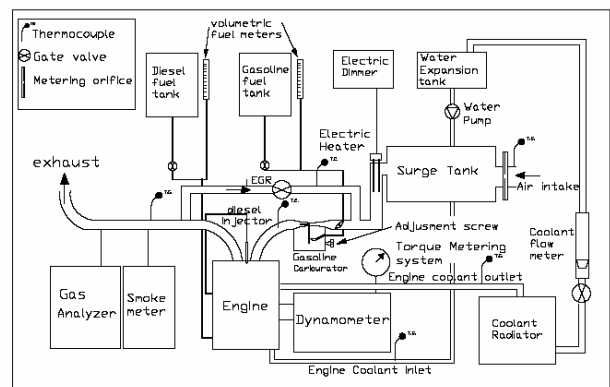 Thermocouple
Gate valve
Metering orifice
volumetric
fuel meters
Diesel
fuel
tank
Gasoline
fuel
tank
Electric
Dimmer
Water
Expansion
tank
Water
Pump
Electric
Heater
T.C.
Surge Tank
T.C.
Air intake
exhaust
T.C.
EGR
T.C.
diesel
injector
Gasoline
Carburator
Adjusment screw
Torque Metering
system
Coolant
flow
meter
Engine coolant outlet
T.C.
Gas
Analyzer
Smoke
meter
Engine
Dynamometer
Coolant
Radiator
T.C.
Engine Coolant Inlet